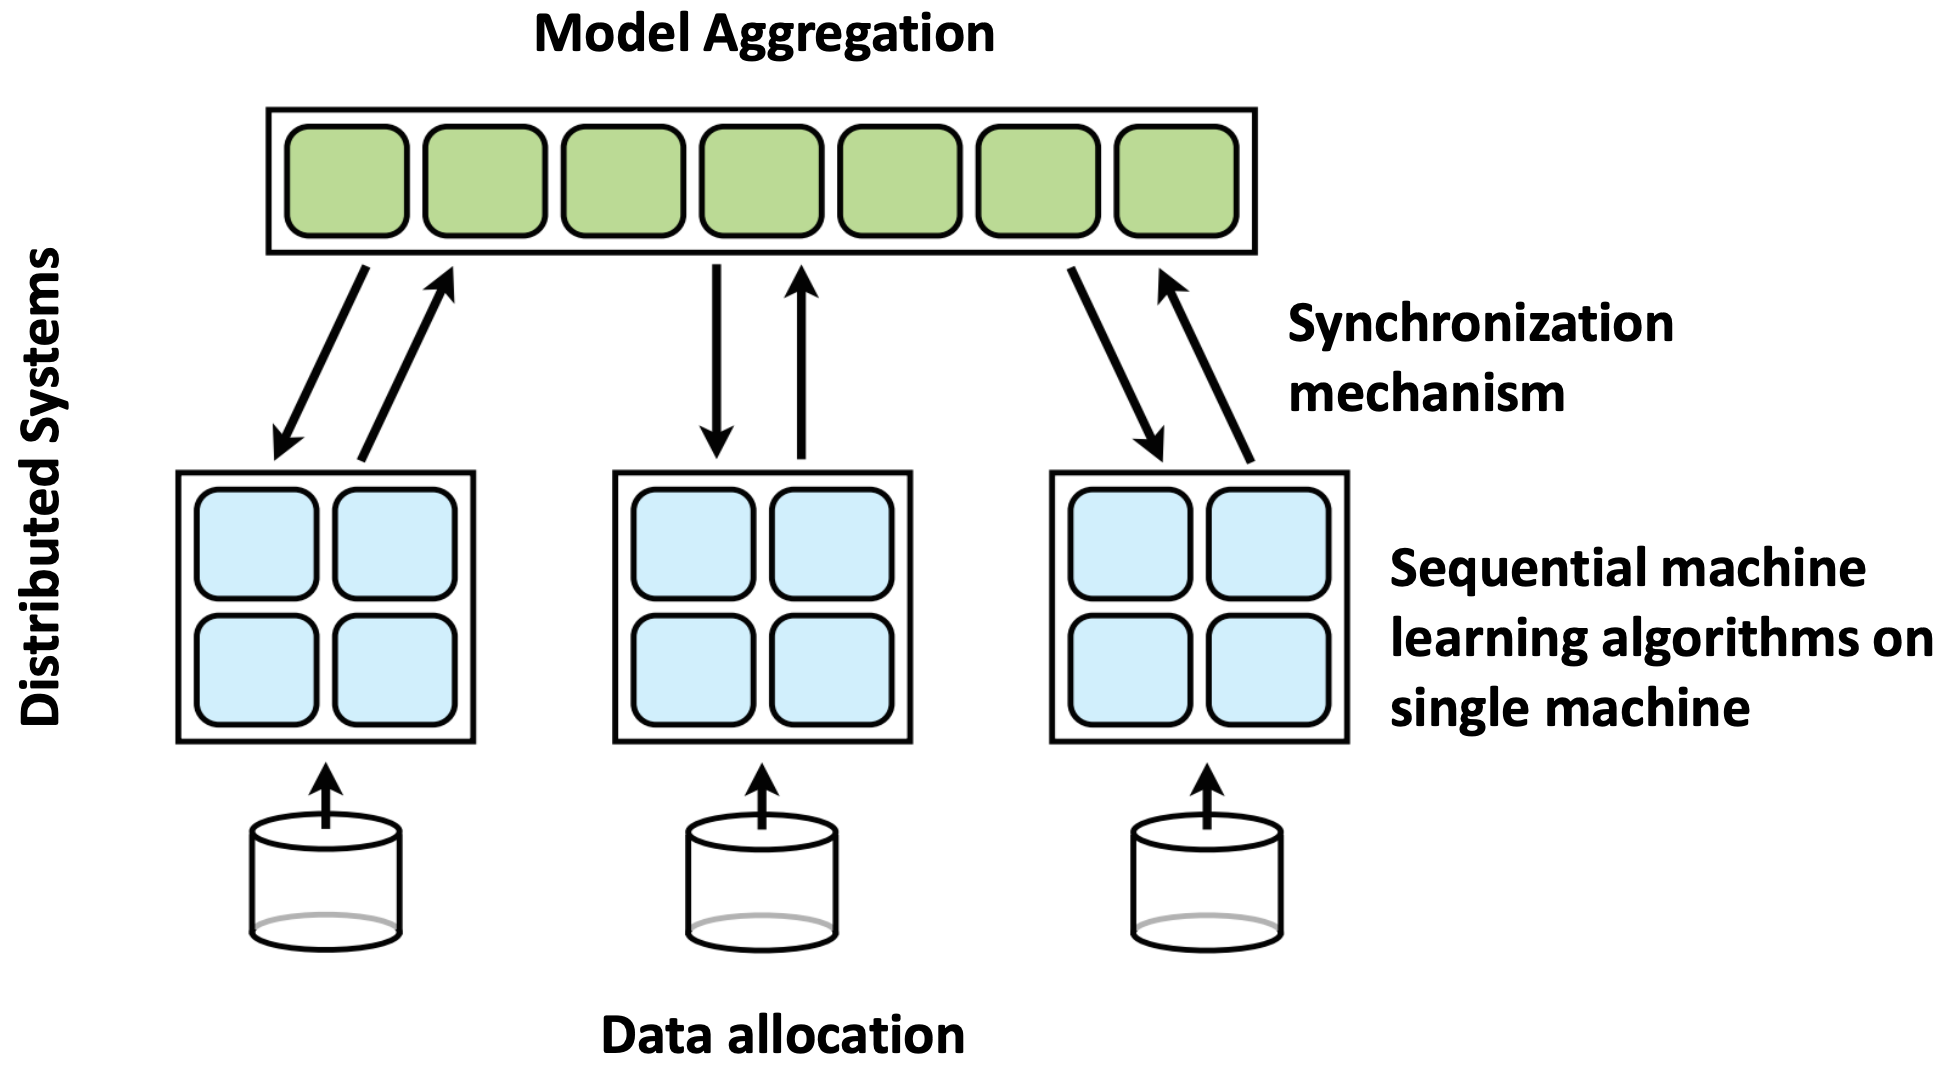 Model Aggregation
Distributed Systems
Synchronization
mechanism
Sequential machine
learning algorithms on
single machine
Data allocation